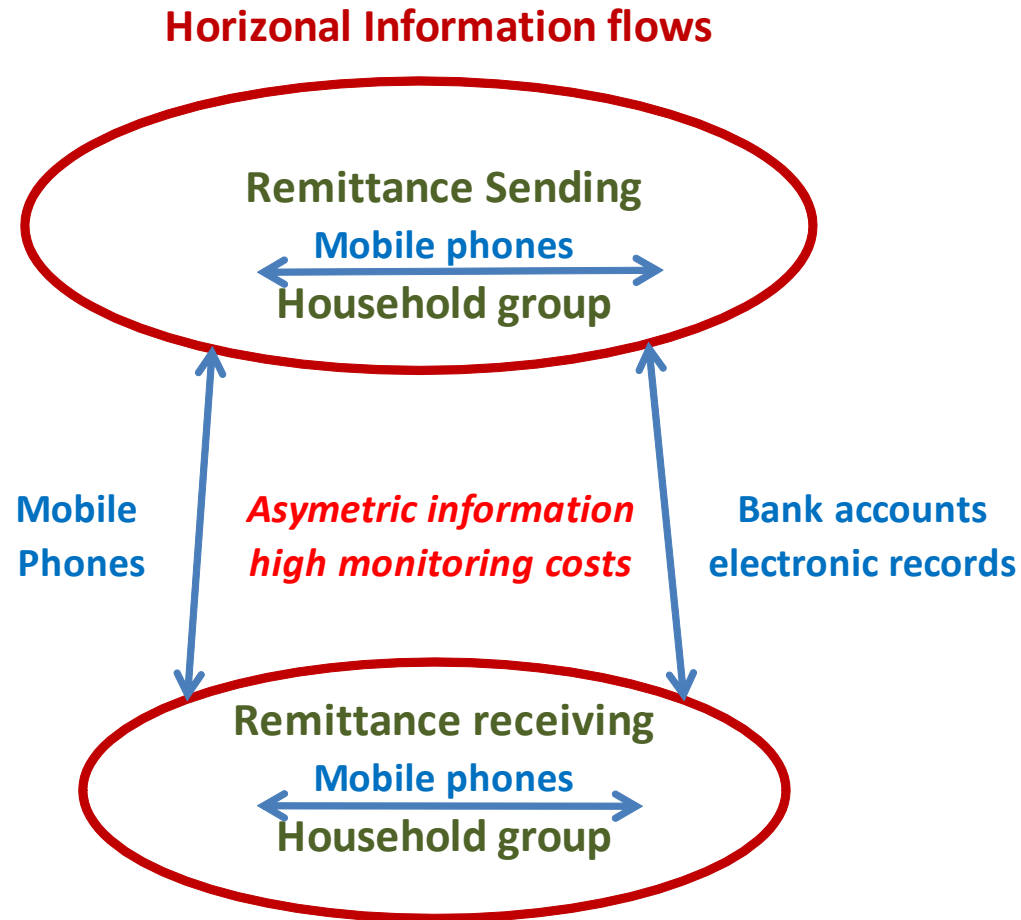 Horizonal Information flows
Remittance Sending
Mobile phones
Household group
Mobile
Phones
Asymetric information
high monitoring costs
Bank accounts
electronic records
Remittance receiving
Mobile phones
Household group